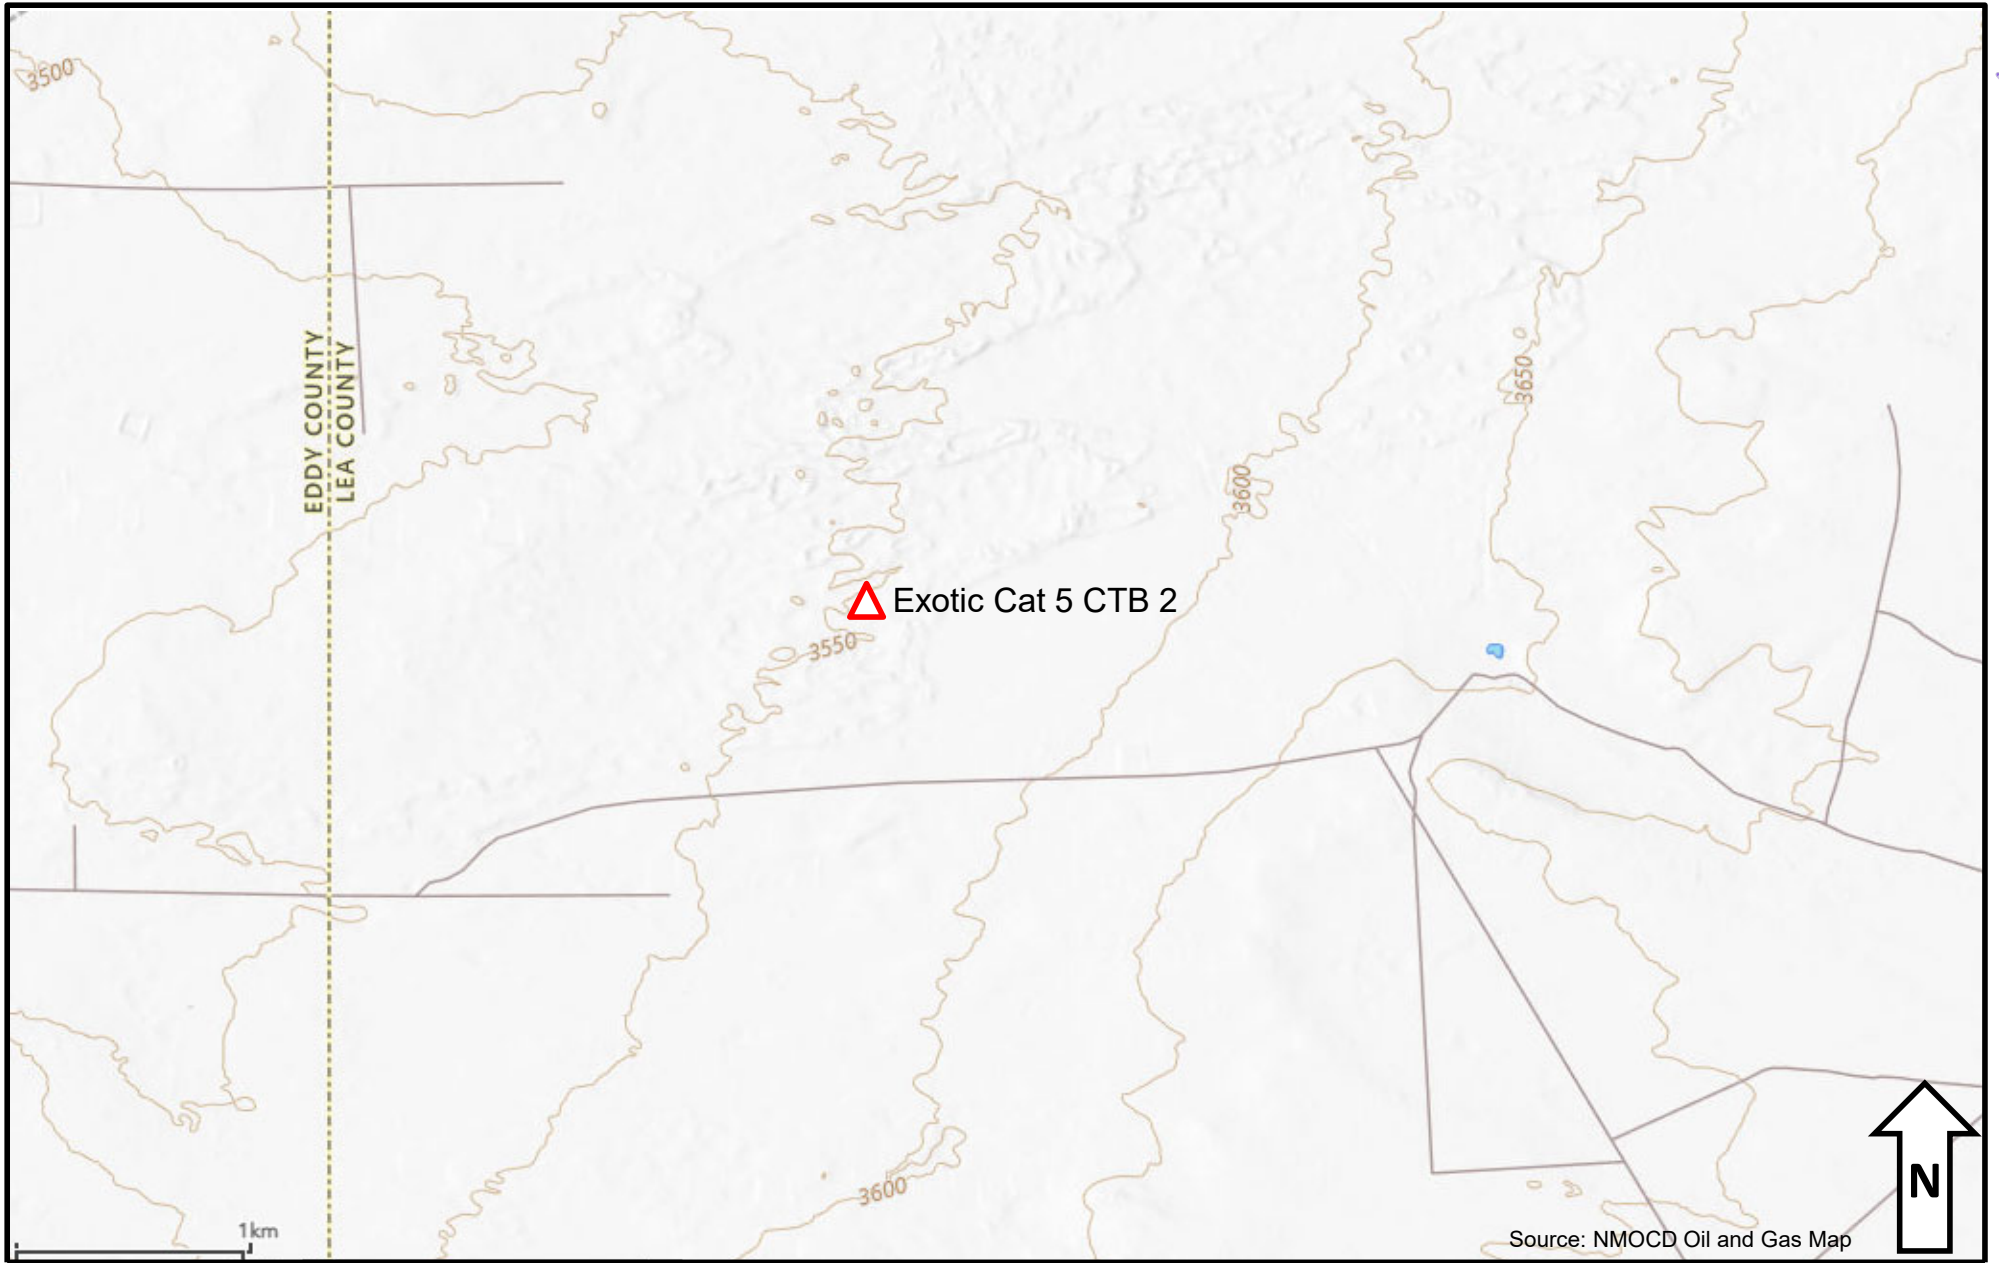 3500
EDDY COUNTY
LEA COUNTY
3650
3600
Exotic Cat 5 CTB 2
3550
3600
N
1km
Source: NMOCD Oil and Gas Map